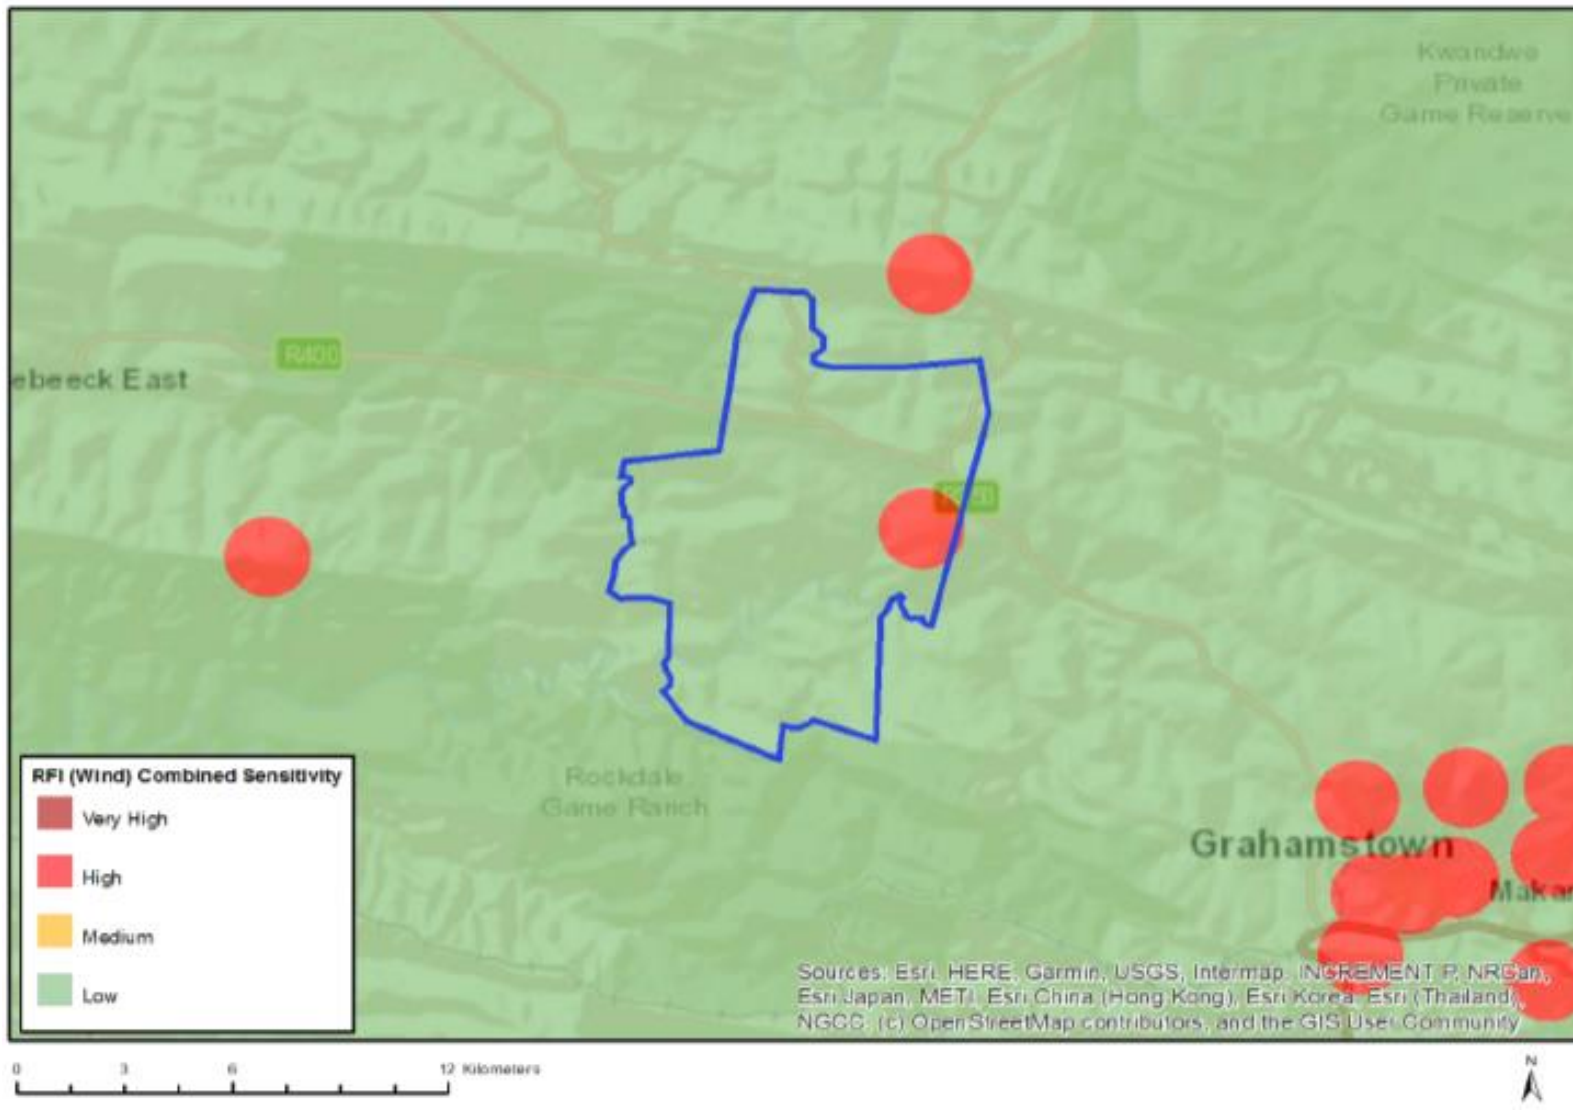 Kwandwe
Private
Game Reserve
R400
ebeeck East
Rockdale
Game Ranch
Grahamstown
Makan
RFI (Wind) Combined Sensitivity
Very High
High
Medium
Low
Sources: Esri, HERE, Garmin, USGS, Intermap, INCREMENT P, NRCan,
Esri Japan, METI, Esri China (Hong Kong), Esri Korea, Esri (Thailand),
NGCC, (c) OpenStreetMap contributors, and the GIS User Community
0 3 6 12 Kilometers
N